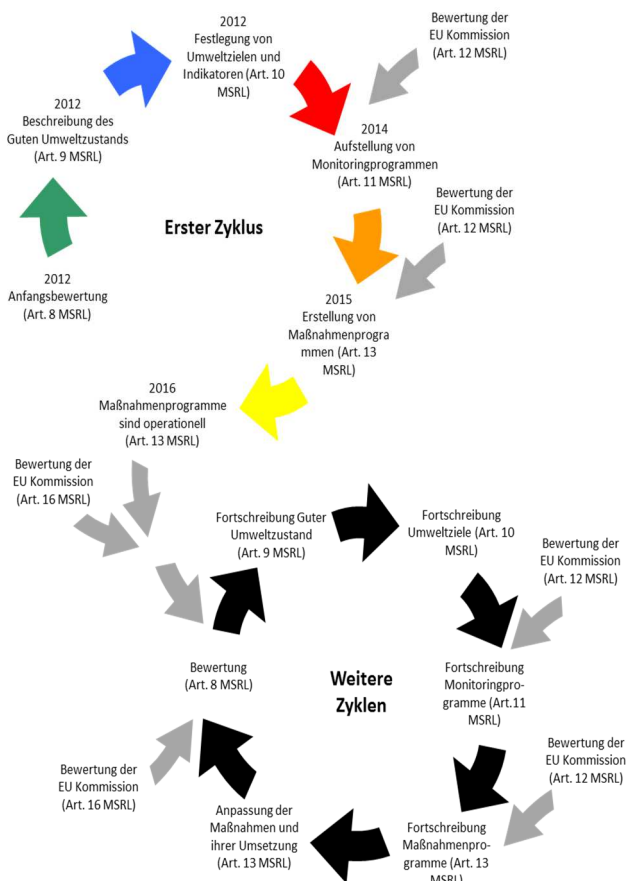 2012
Festlegung von
Umweltzielen und
Indikatoren (Art. 10
MSRL)
Bewertung der
EU Kommission
(Art. 12 MSRL)
2012
Beschreibung des
Guten Umweltzustands
(Art. 9 MSRL)
2014
Aufstellung von
Monitoringprogrammen
(Art. 11 MSRL)
Bewertung der
EU Kommission
(Art. 12 MSRL)
Erster Zyklus
2012
Anfangsbewertung
(Art. 8 MSRL)
2015
Erstellung von
Maßnahmenprogra
mmen (Art. 13
MSRL)
2016
Maßnahmenprogramme
sind operationell
(Art. 13 MSRL)
Bewertung der
EU Kommission
(Art. 16 MSRL)
Fortschreibung Guter
Umweltzustand
(Art. 9 MSRL)
Fortschreibung
Umweltziele (Art. 10
MSRL)
Bewertung der
EU Kommission
(Art. 12 MSRL)
Bewertung
(Art. 8 MSRL)
Weitere
Zyklen
Fortschreibung
Monitoringpro-
gramme (Art.11
MSRL)
Bewertung der
EU Kommission
(Art. 12 MSRL)
Bewertung der
EU Kommission
(Art. 16 MSRL)
Anpassung der
Maßnahmen und
ihrer Umsetzung
(Art. 13 MSRL)
Fortschreibung
Maßnahmenpro-
gramme (Art. 13
MSRL)